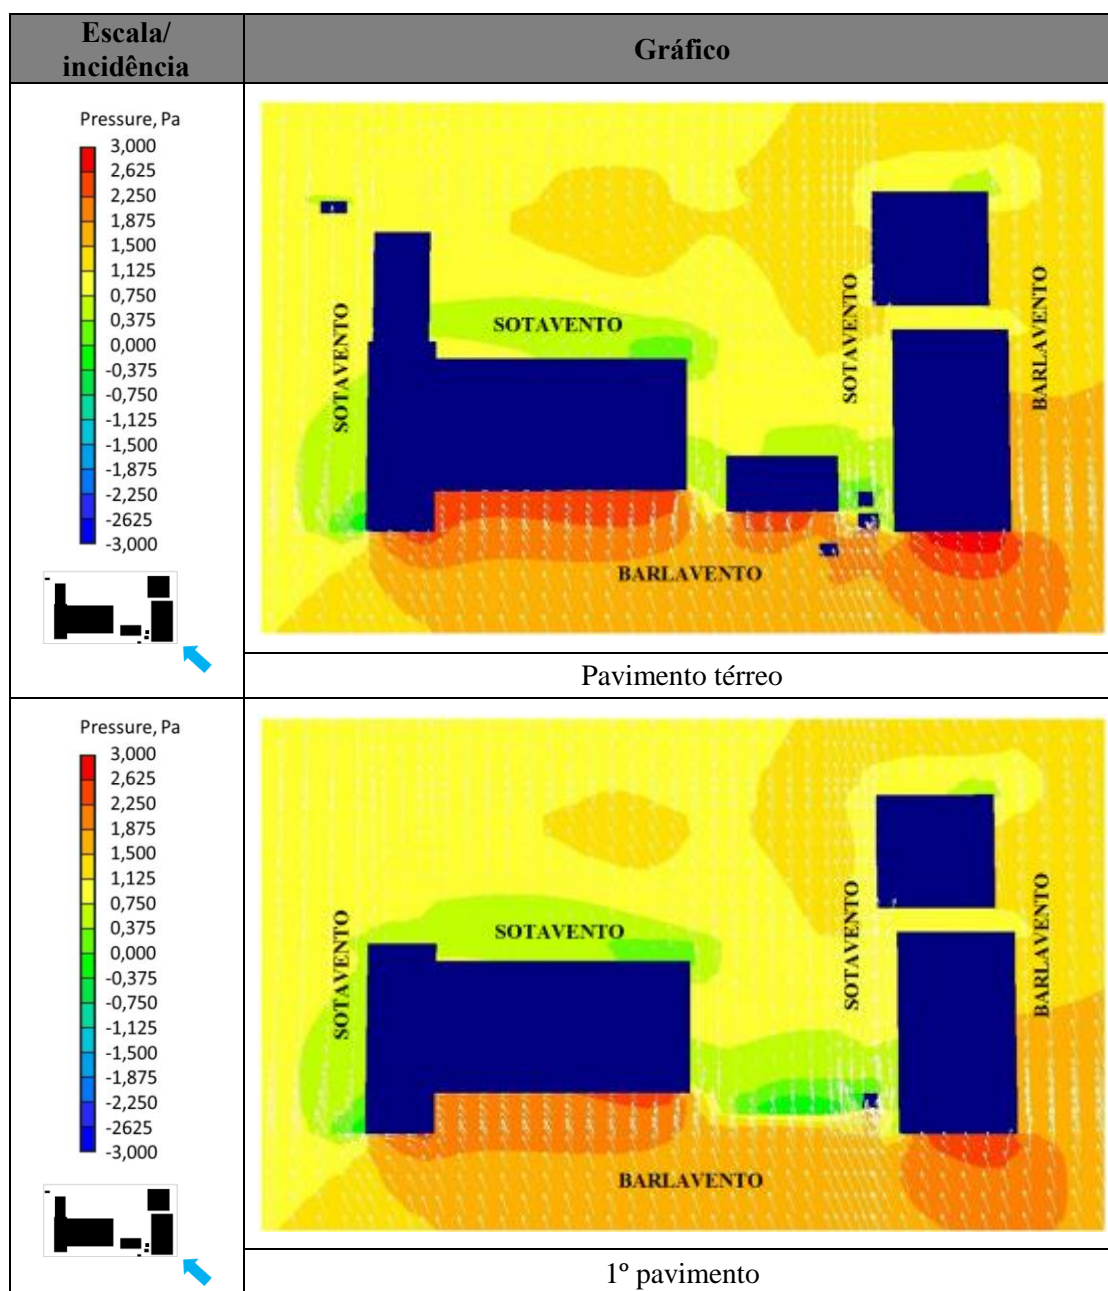 Escala/
incidência
Gráfico
Pressure, Pa
3,000
2,625
2,250
1,875
1,500
1,125
0,750
0,375
0,000
-0,375
-0,750
-1,125
-1,500
-1,875
-2,250
-2625
-3,000
SOTAVENTO
SOTAVENTO
SOTAVENTO
BARLAVENTO
BARLAVENTO
Pavimento térreo
Pressure, Pa
3,000
2,625
2,250
1,875
1,500
1,125
0,750
0,375
0,000
-0,375
-0,750
-1,125
-1,500
-1,875
-2,250
-2625
-3,000
SOTAVENTO
SOTAVENTO
SOTAVENTO
BARLAVENTO
BARLAVENTO
1º pavimento